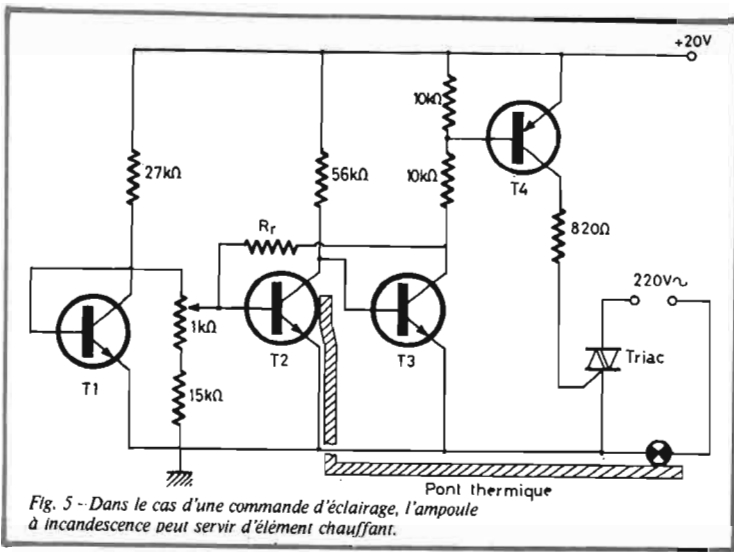 +20V
10kΩ
27kΩ
56kΩ
10kΩ
T4
Rr
820Ω
220V~
1kΩ
T1
T2
T3
Triac
15kΩ
Pont thermique
Fig. 5 - Dans le cas d'une commande d'éclairage, l'ampoule
à incandescence peut servir d'élément chauffant.